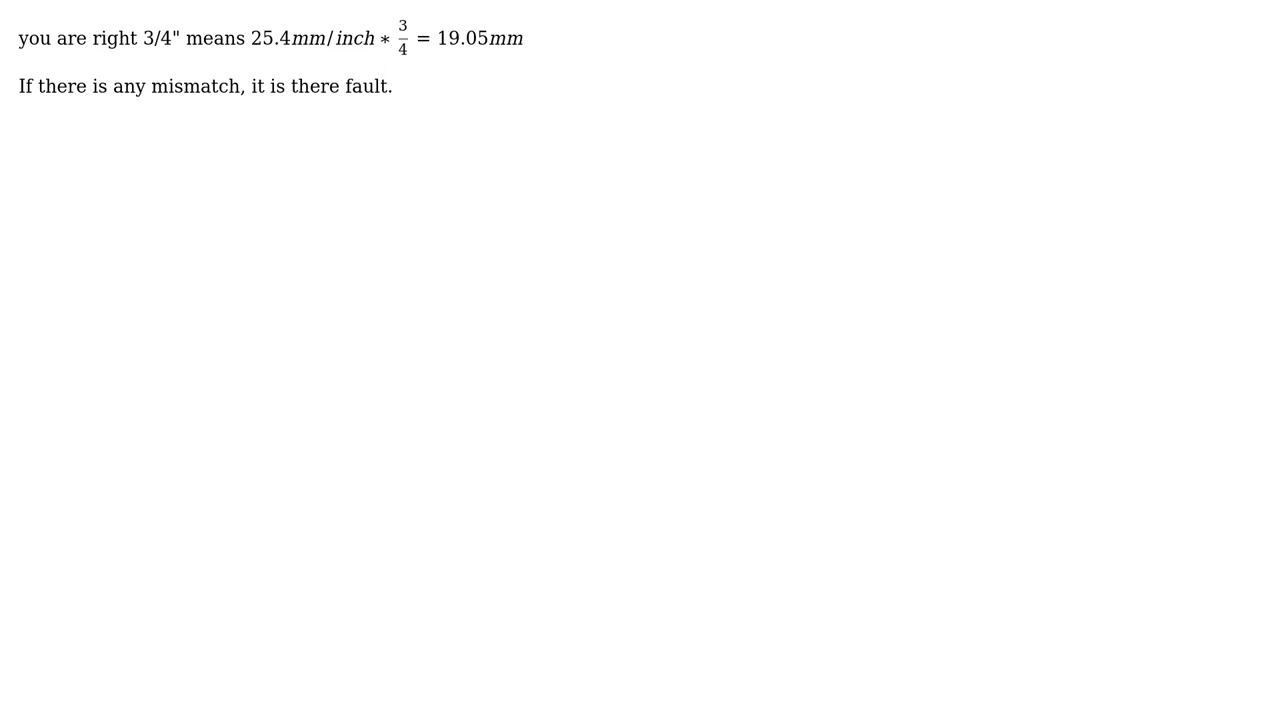 you are right 3/4" means 25.4mm/inch ∗ 3/4 = 19.05mm
If there is any mismatch, it is there fault.